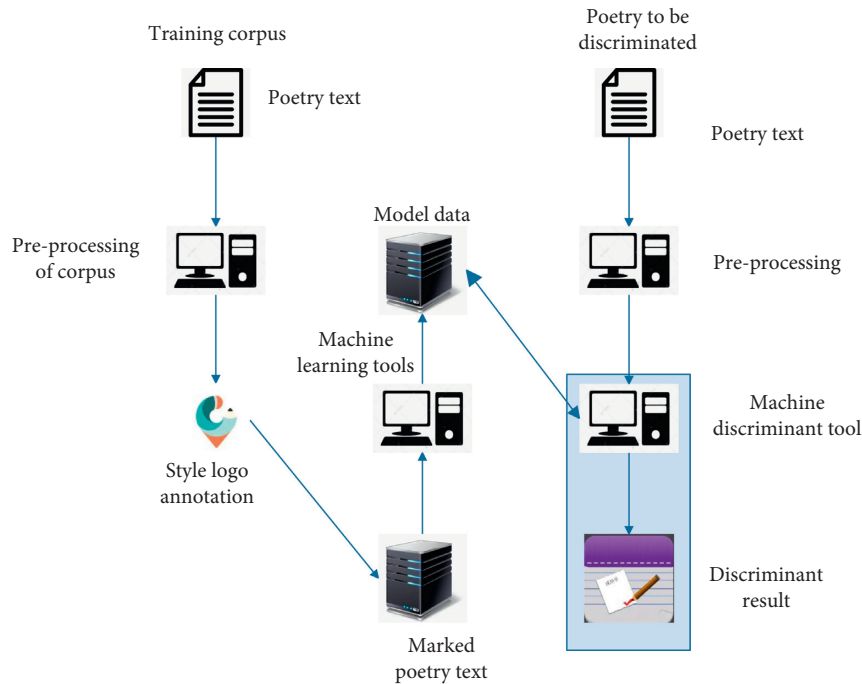 Training corpus
Poetry text
Pre-processing
of corpus
Style logo
annotation
Model data
Machine
learning tools
Marked
poetry text
Poetry to be
discriminated
Poetry text
Pre-processing
Machine
discriminant tool
Discriminant
result